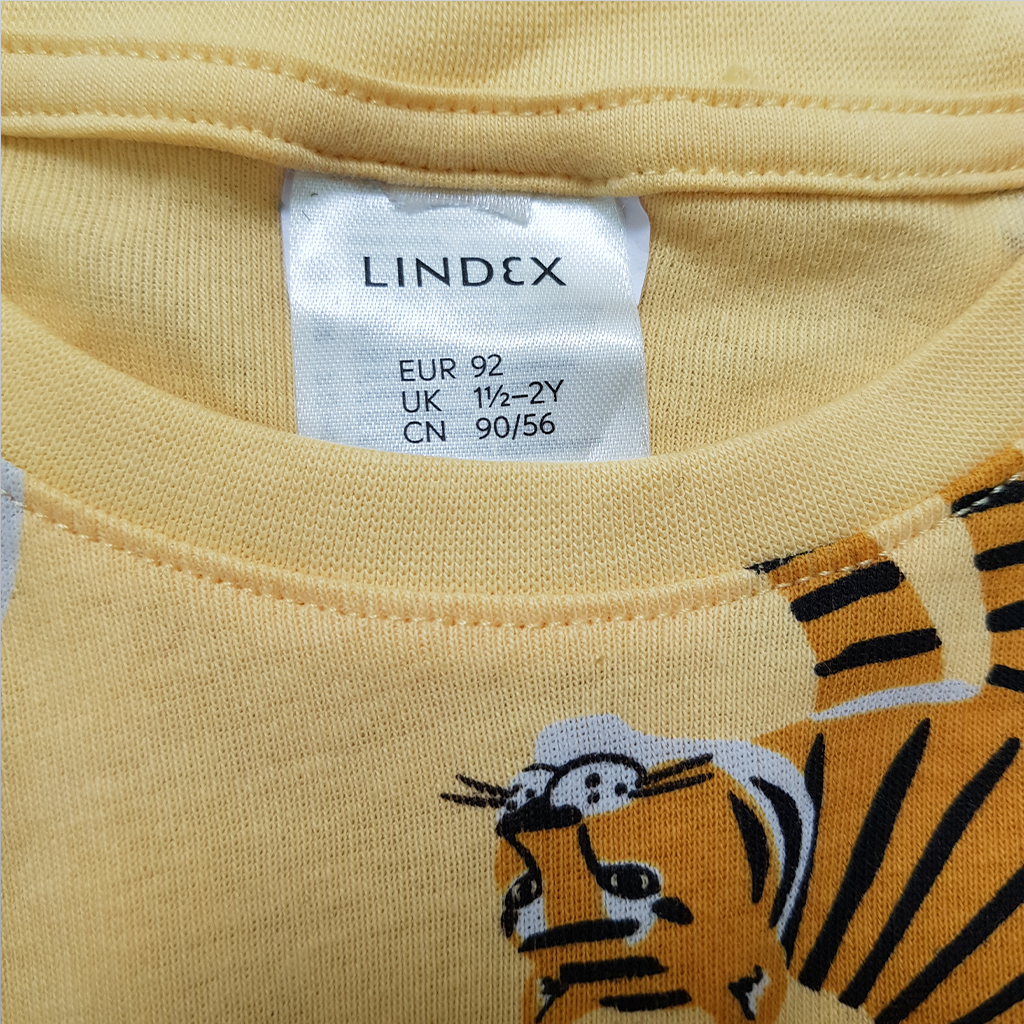 LINDEX
EUR 92
UK 1½–2Y
CN 90/56